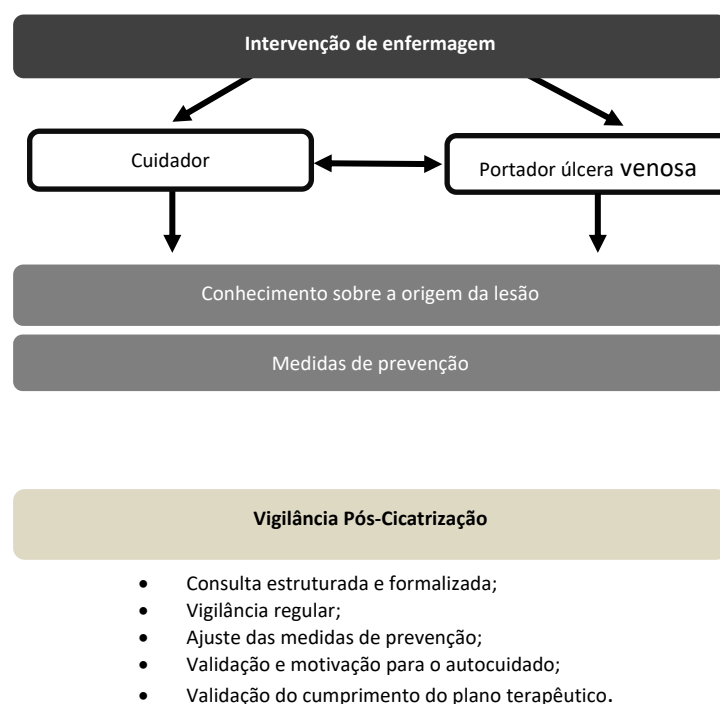 Intervenção de enfermagem
Cuidador
Portador úlcera venosa
Conhecimento sobre a origem da lesão
Medidas de prevenção
Vigilância Pós-Cicatrização
• Consulta estruturada e formalizada;
• Vigilância regular;
• Ajuste das medidas de prevenção;
• Validação e motivação para o autocuidado;
• Validação do cumprimento do plano terapêutico.